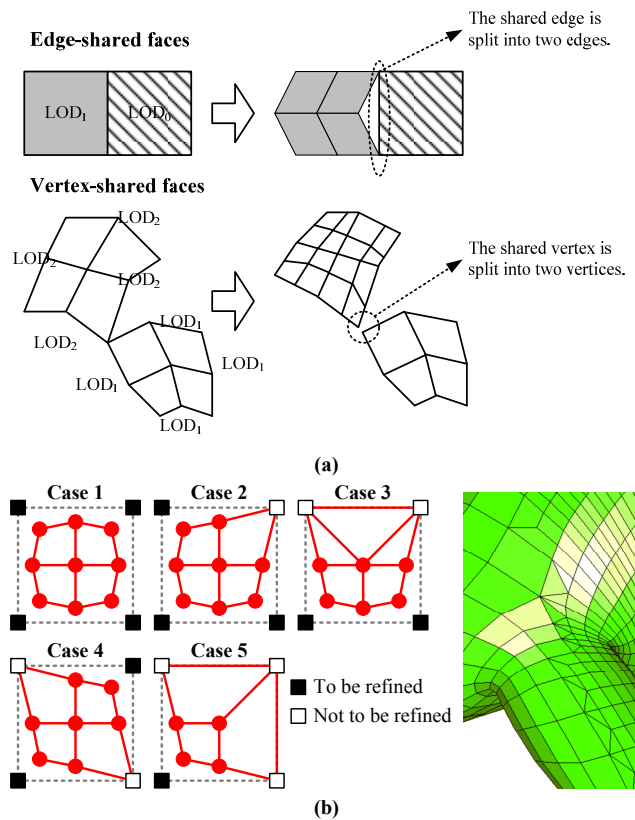 Edge-shared faces
The shared edge is
split into two edges.
LOD₁
LOD₀
Vertex-shared faces
LOD₂
LOD₂
LOD₂
LOD₂
LOD₁
LOD₁
LOD₁
LOD₁
The shared vertex is
split into two vertices.
(a)
Case 1
Case 2
Case 3
Case 4
Case 5
To be refined
Not to be refined
(b)